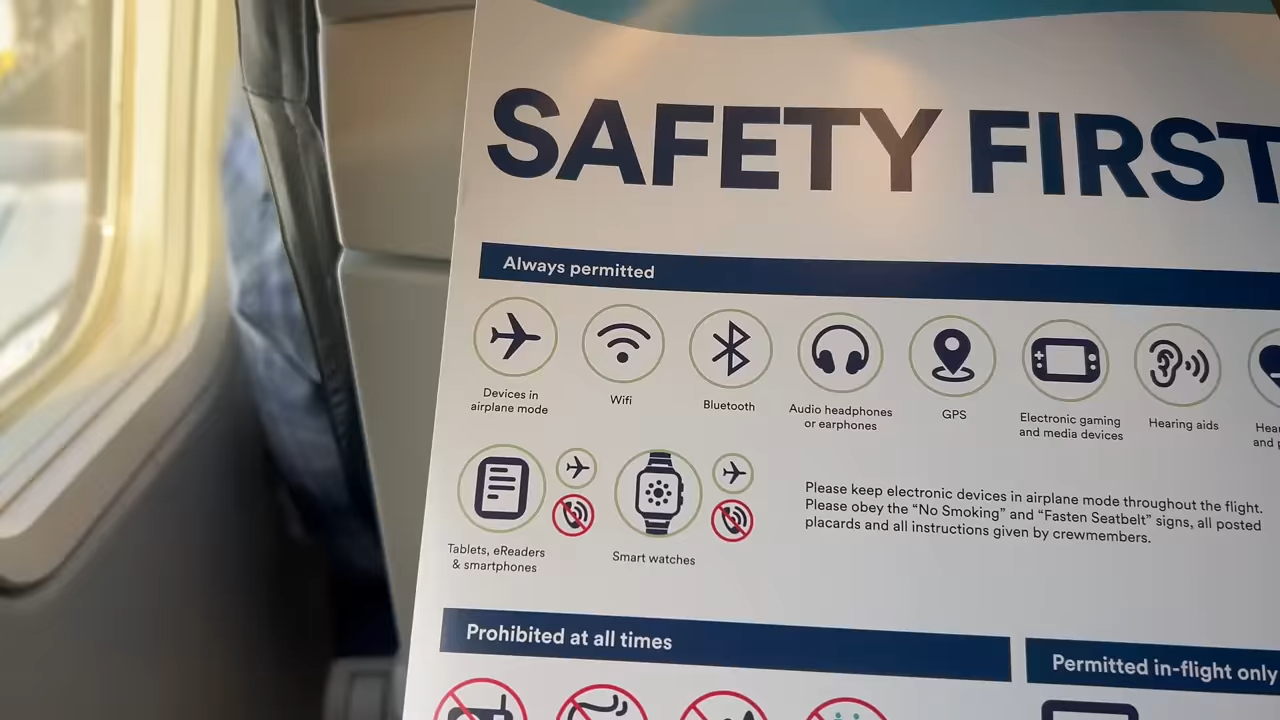 SAFETY FIRST
Always permitted
Devices in
airplane mode
Wifi
Bluetooth
Audio headphones
or earphones
GPS
Electronic gaming
and media devices
Hearing aids
and
Tablets, eReaders
& smartphones
Smart watches
Please keep electronic devices in airplane mode throughout the flight.
Please obey the “No Smoking” and “Fasten Seatbelt” signs, all posted
placards and all instructions given by crewmembers.
Prohibited at all times
Permitted in-flight only